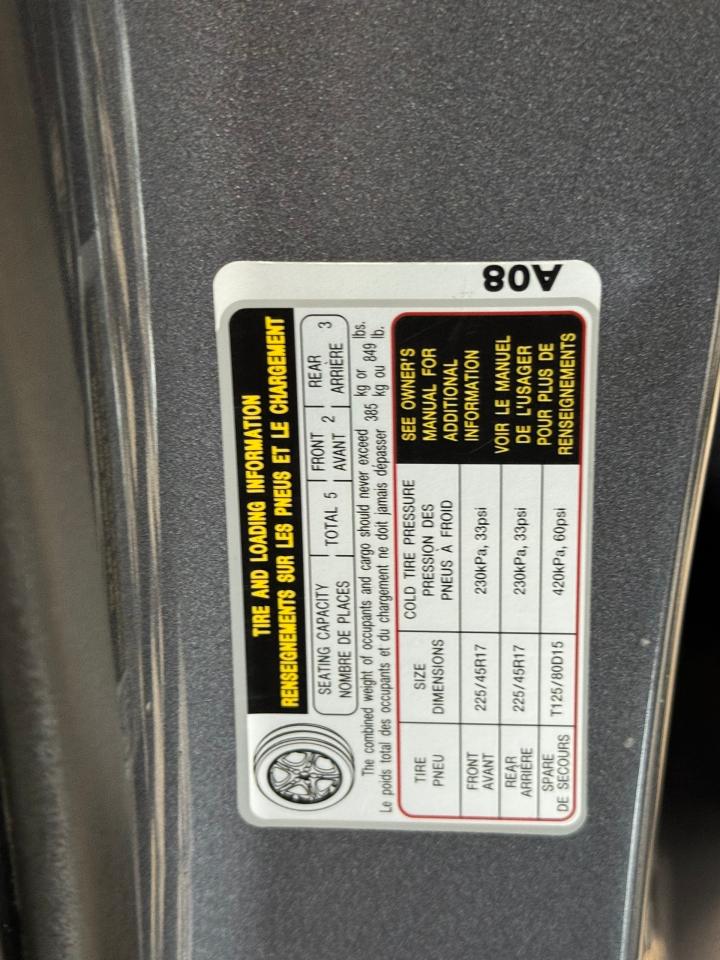 TIRE AND LOADING INFORMATION
RENSEIGNEMENTS SUR LES PNEUS ET LE CHARGEMENT
SEATING CAPACITY TOTAL 5 FRONT 2 REAR 3
NOMBRE DE PLACES AVANT ARRIÈRE
The combined weight of occupants and cargo should never exceed 385 kg or 849 lbs.
Le poids total des occupants et du chargement ne doit jamais dépasser 385 kg ou 849 lb.
TIRE
PNEU
SIZE
DIMENSIONS
COLD TIRE PRESSURE
PRESSION DES
PNEUS À FROID
FRONT
AVANT
225/45R17
230kPa, 33psi
REAR
ARRIÈRE
225/45R17
230kPa, 33psi
SPARE
DE SECOURS
T125/80D15
420kPa, 60psi
SEE OWNER'S
MANUAL FOR
ADDITIONAL
INFORMATION
VOIR LE MANUEL
DE L'USAGER
POUR PLUS DE
RENSEIGNEMENTS
A08